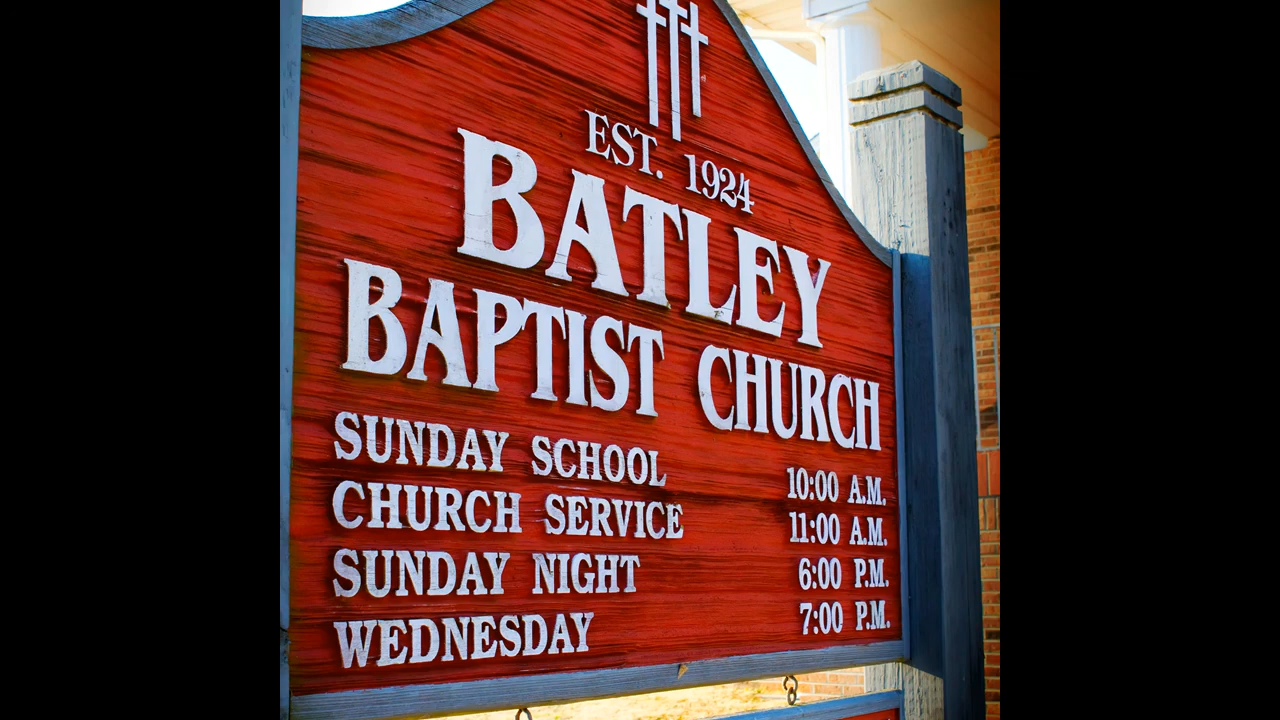 EST. 1924
BATLEY
BAPTIST CHURCH
SUNDAY SCHOOL 10:00 A.M.
CHURCH SERVICE 11:00 A.M.
SUNDAY NIGHT 6:00 P.M.
WEDNESDAY 7:00 P.M.